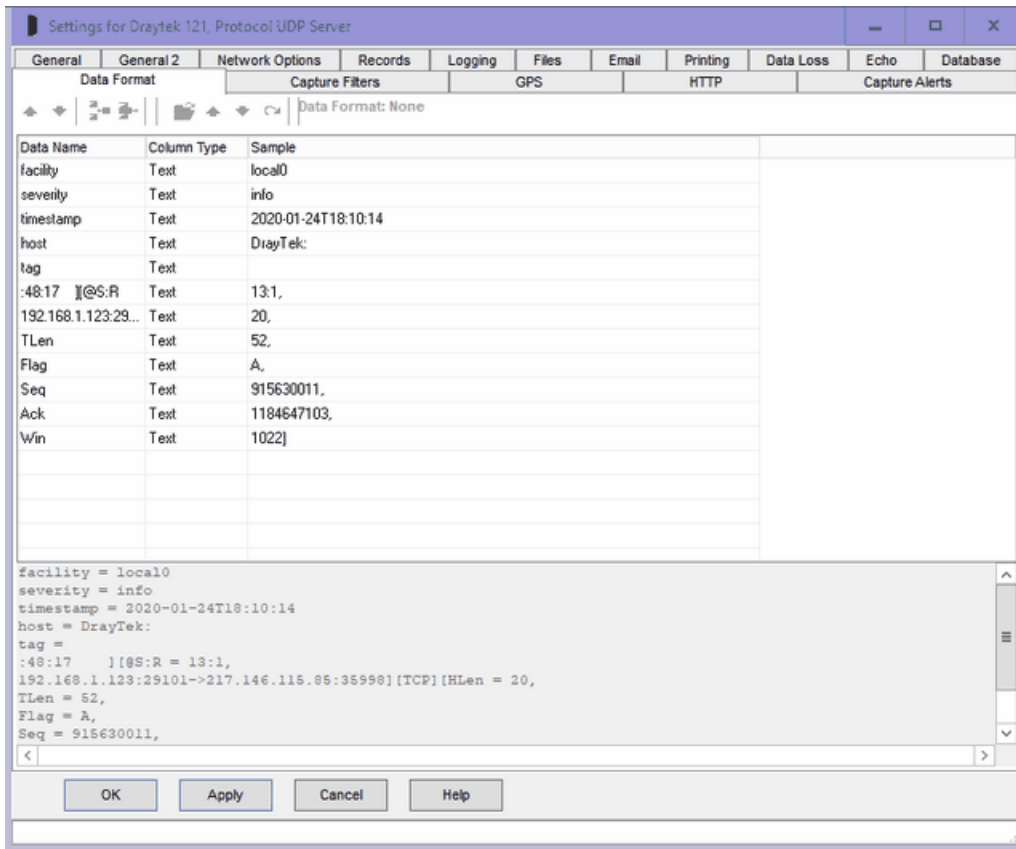 Settings for Draytek 121, Protocol UDP Server
General General 2 Network Options Records Logging Files Email Printing Data Loss Echo Database
Data Format Capture Filters GPS HTTP Capture Alerts
Data Format: None
Data Name Column Type Sample
facility Text local0
severity Text info
timestamp Text 2020-01-24T18:10:14
host Text DrayTek:
tag Text
:48:17 ][@S:R Text 13:1,
192.168.1.123:29... Text 20,
TLen Text 52,
Flag Text A,
Seq Text 915630011,
Ack Text 1184647103,
Win Text 1022]
facility = local0
severity = info
timestamp = 2020-01-24T18:10:14
host = DrayTek:
tag =
:48:17 ][@S:R = 13:1,
192.168.1.123:29101->217.146.115.85:35998][TCP][HLen = 20,
TLen = 52,
Flag = A,
Seq = 915630011,
OK Apply Cancel Help